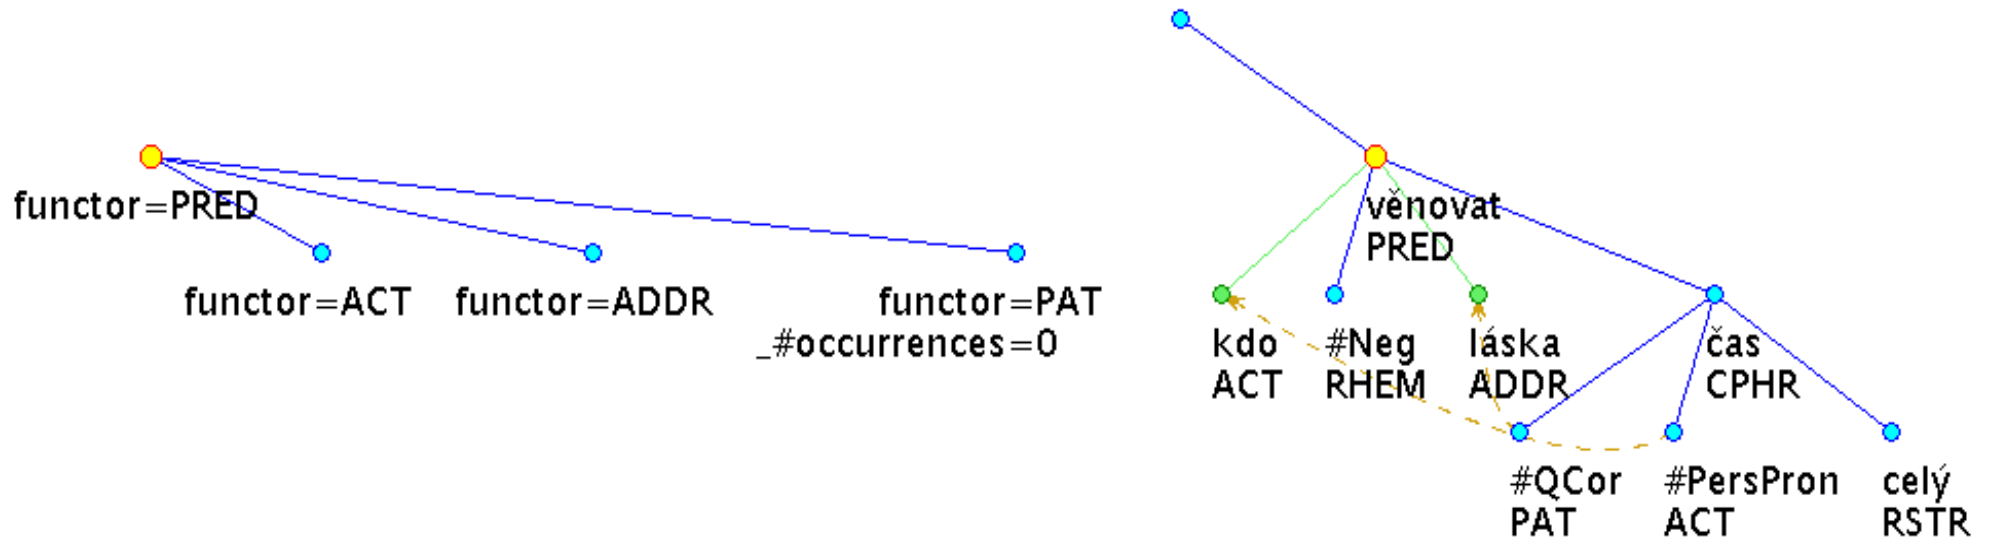 functor=PRED
functor=ACT
functor=ADDR
functor=PAT
_#occurrences=0
věnovat
PRED
kdo
ACT
#Neg
RHEM
láska
ADDR
čas
CPHR
#QCor
PAT
#PersPron
ACT
celý
RSTR